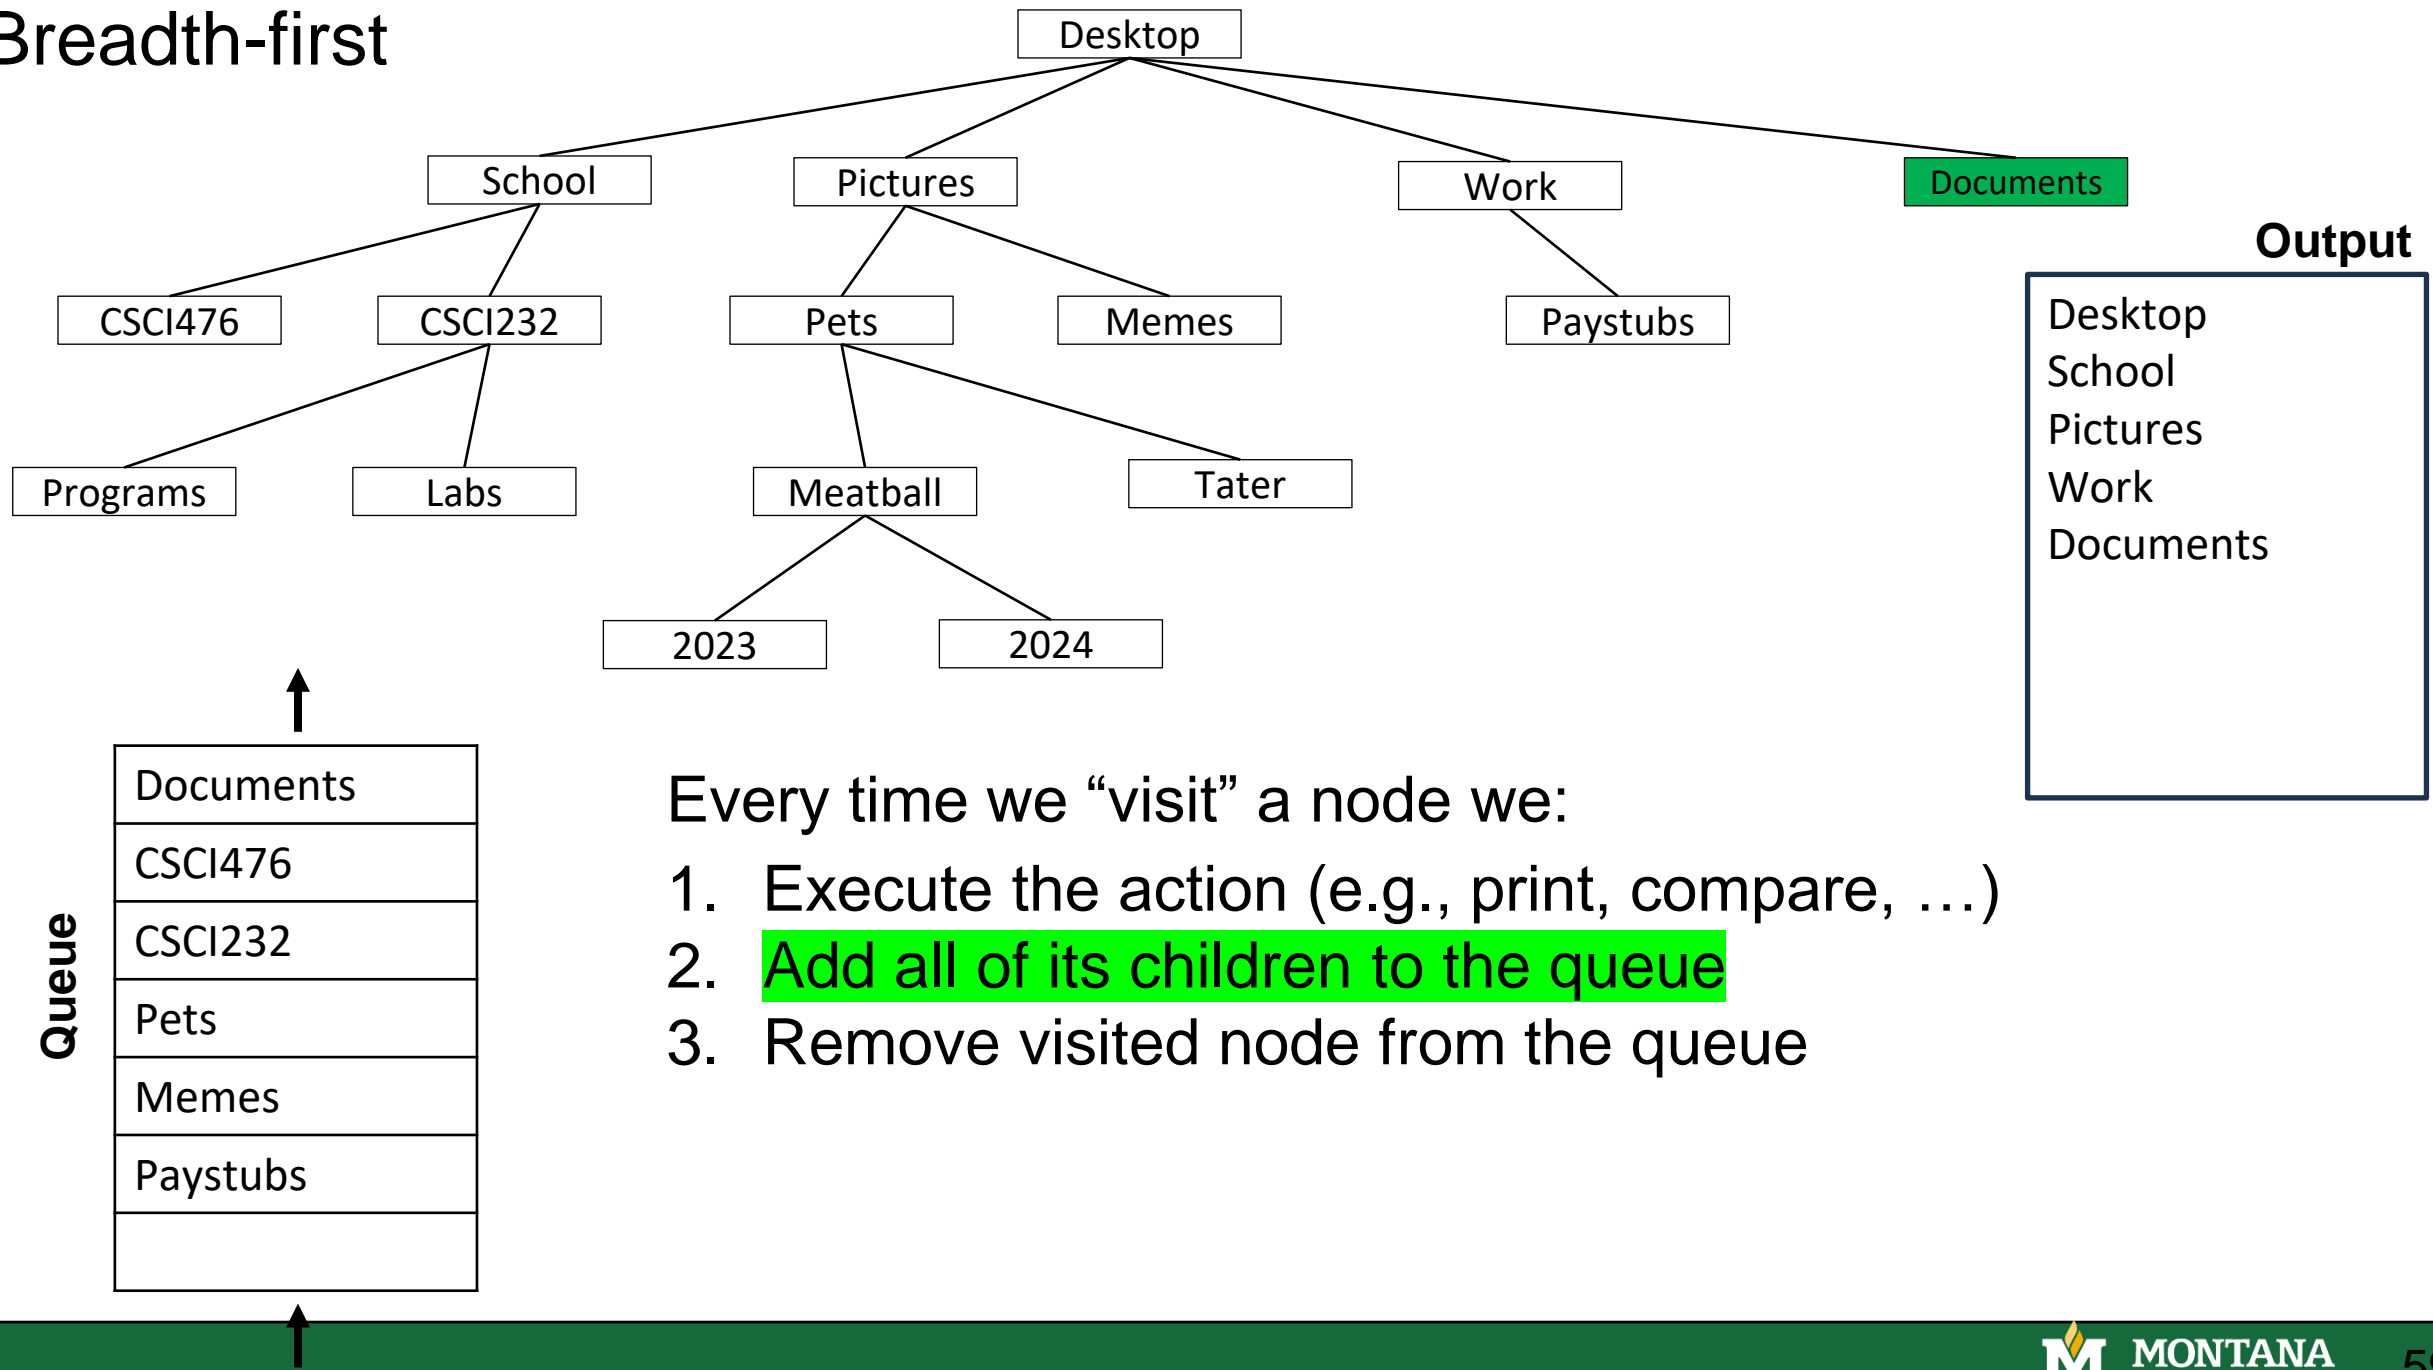 Breadth-first
Desktop
School
Pictures
Work
Documents
Output
CSCI476
CSCI232
Pets
Memes
Paystubs
Desktop
School
Pictures
Work
Documents
Programs
Labs
Meatball
Tater
2023
2024
Queue
Documents
CSCI476
CSCI232
Pets
Memes
Paystubs
Every time we “visit” a node we:
1. Execute the action (e.g., print, compare, …)
2. Add all of its children to the queue
3. Remove visited node from the queue
M MONTANA